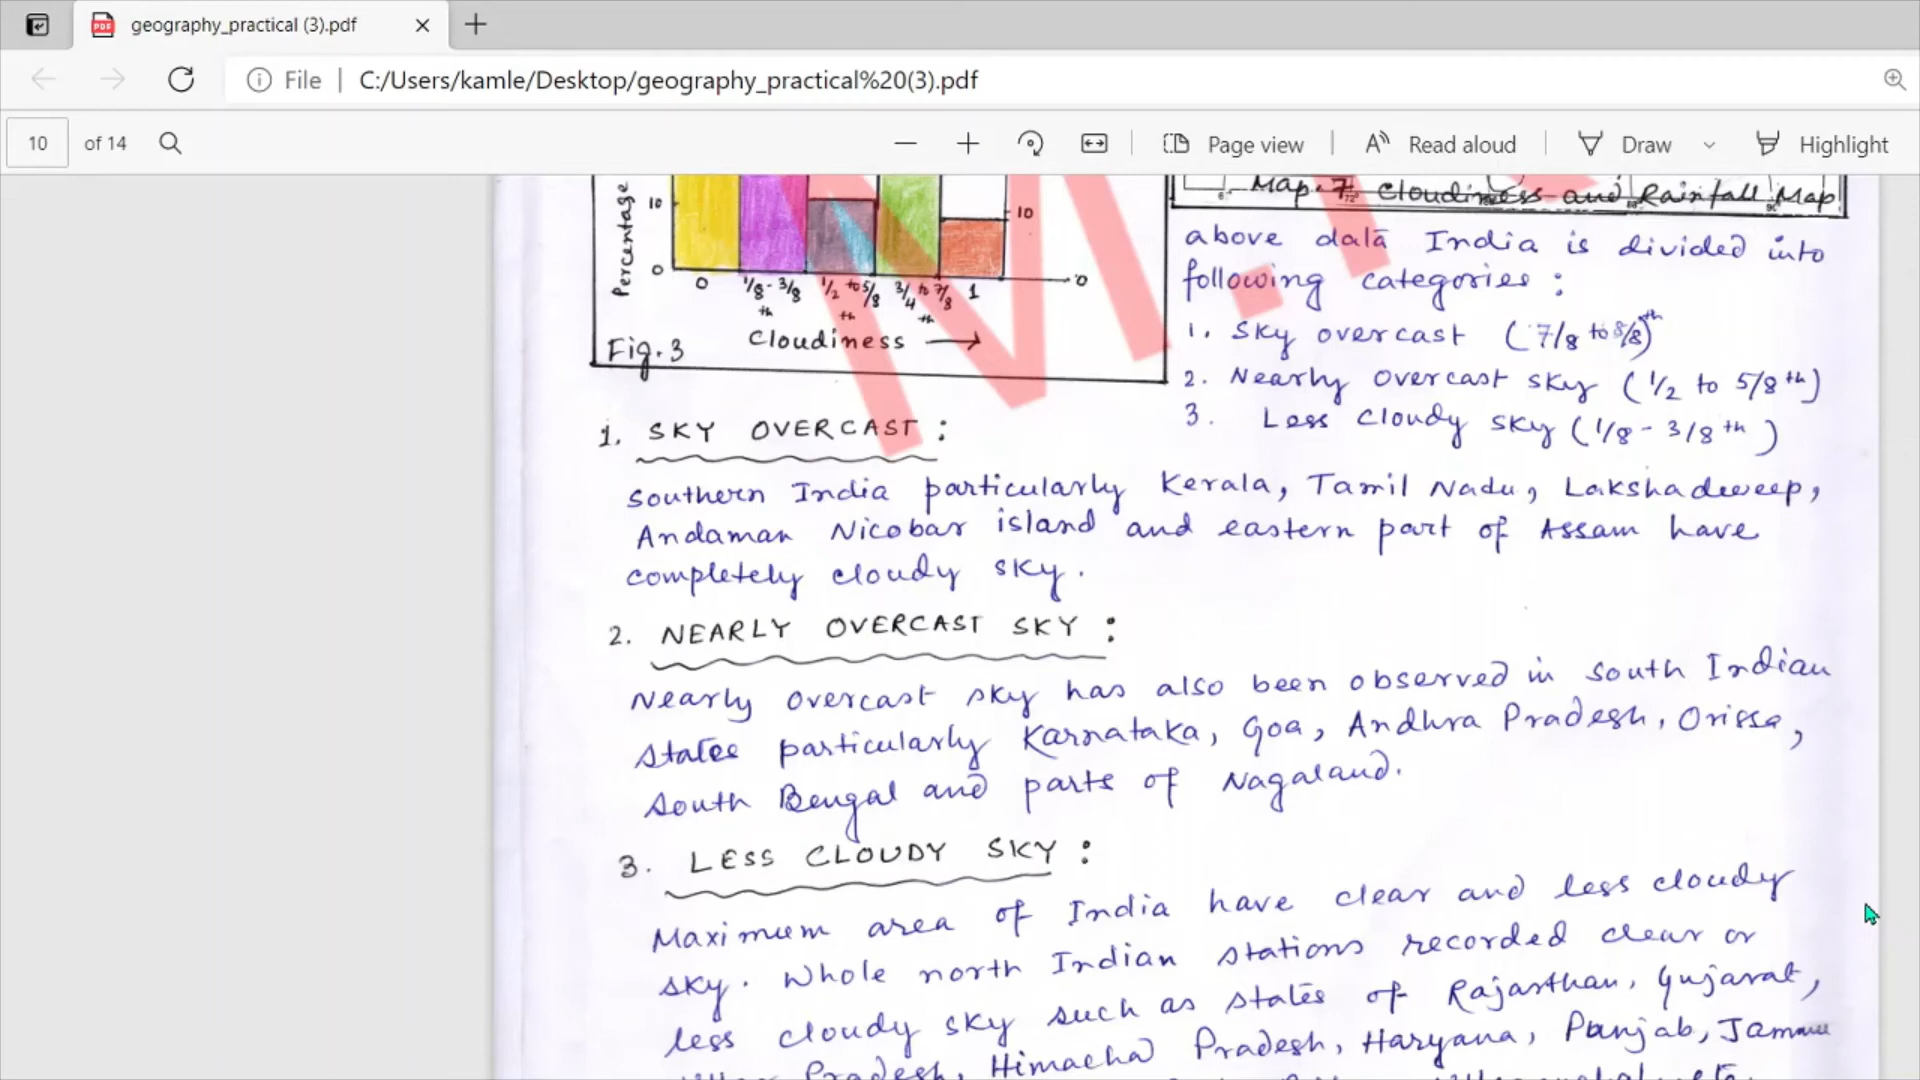 geography_practical (3).pdf
File | C:/Users/kamle/Desktop/geography_practical%20(3).pdf
10 of 14
Page view
Read aloud
Draw
Highlight
Percentage
10
0
10
0
0 1/8 - 3/8 th 1/2 to 5/8 th 3/4 to 7/8 th 1
Cloudiness
Fig. 3
Map. 7 Cloudiness and Rainfall Map
above data India is divided into
following categories :
1. Sky overcast (7/8 to 8/8)th
2. Nearly overcast sky (1/2 to 5/8 th)
3. Less cloudy sky (1/8 - 3/8 th)
1. SKY OVERCAST :
Southern India particularly Kerala, Tamil Nadu, Lakshadweep,
Andaman Nicobar island and eastern part of Assam have
completely cloudy sky.
2. NEARLY OVERCAST SKY :
Nearly overcast sky has also been observed in south Indian
states particularly Karnataka, Goa, Andhra Pradesh, Orissa,
South Bengal and parts of Nagaland.
3. LESS CLOUDY SKY :
Maximum area of India have clear and less cloudy
sky. Whole north Indian stations recorded clear or
less cloudy sky such as states of Rajasthan, Gujarat,
Pradesh, Himachal Pradesh, Haryana, Punjab, Jammu